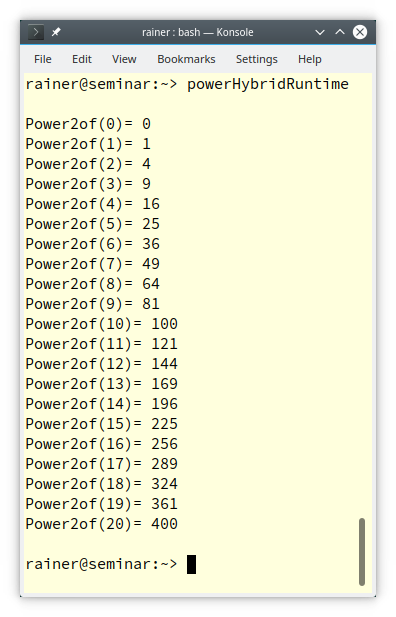 rainer : bash — Konsole
File Edit View Bookmarks Settings Help
rainer@seminar:~> powerHybridRuntime
Power2of(0)= 0
Power2of(1)= 1
Power2of(2)= 4
Power2of(3)= 9
Power2of(4)= 16
Power2of(5)= 25
Power2of(6)= 36
Power2of(7)= 49
Power2of(8)= 64
Power2of(9)= 81
Power2of(10)= 100
Power2of(11)= 121
Power2of(12)= 144
Power2of(13)= 169
Power2of(14)= 196
Power2of(15)= 225
Power2of(16)= 256
Power2of(17)= 289
Power2of(18)= 324
Power2of(19)= 361
Power2of(20)= 400
rainer@seminar:~>